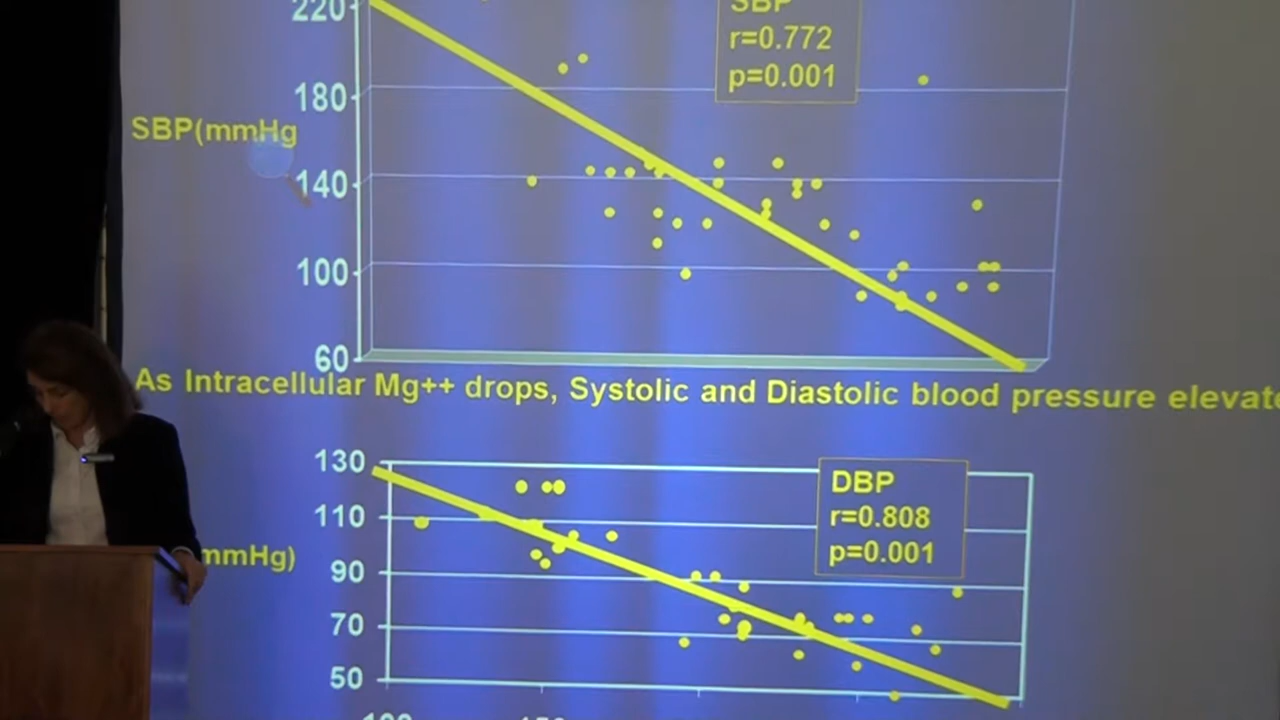 220
SBP
r=0.772
p=0.001
180
SBP(mmHg
140
100
60
As Intracellular Mg++ drops, Systolic and Diastolic blood pressure elevate
130
DBP
r=0.808
p=0.001
110
mmHg)
90
70
50